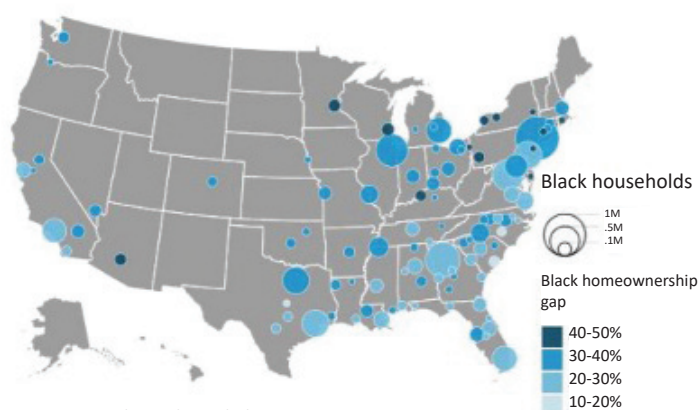 Black households
1M
.5M
.1M
Black homeownership
gap
40-50%
30-40%
20-30%
10-20%